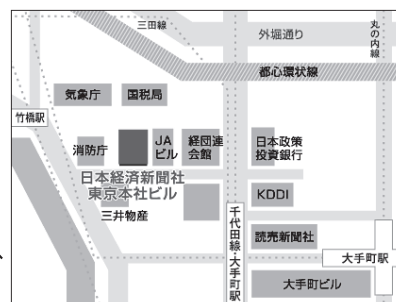 三田線
外堀通り
丸の内線
都心環状線
気象庁
国税局
竹橋駅
消防庁
JA
ビル
経団連
会館
日本政策
投資銀行
日本経済新聞社
東京本社ビル
KDDI
三井物産
千代田線・大手町駅
読売新聞社
大手町駅
大手町ビル